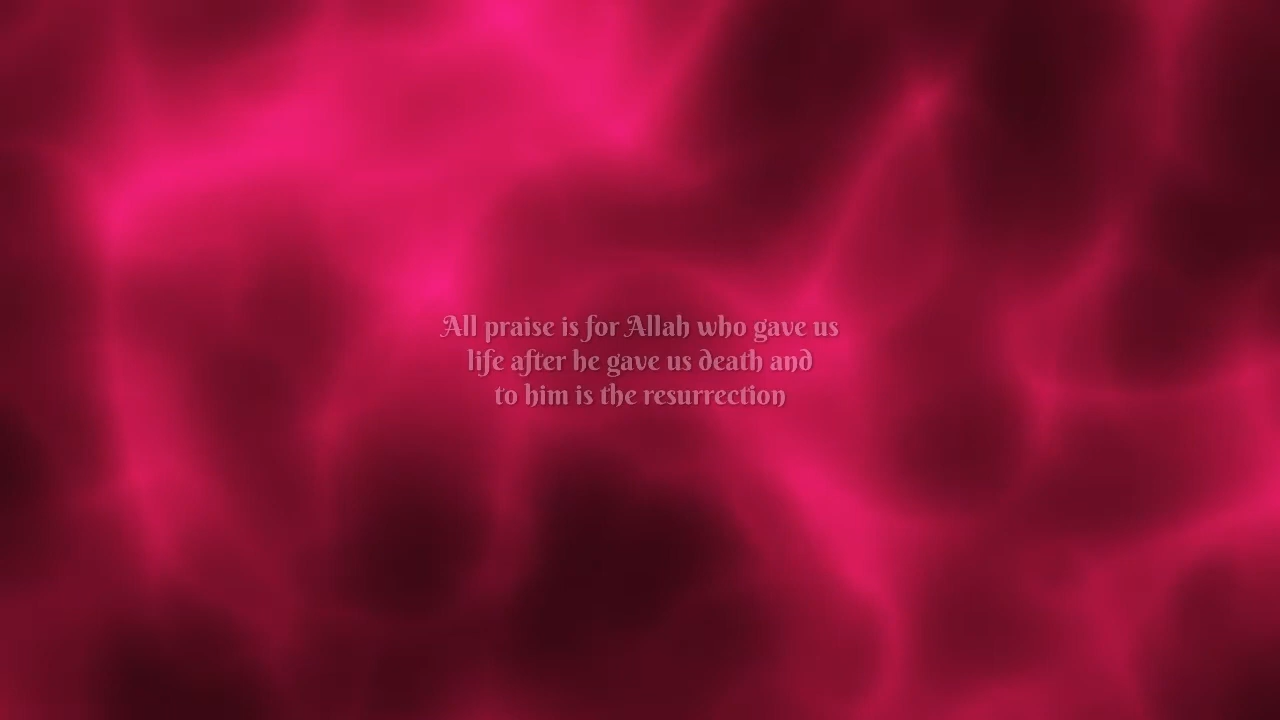 All praise is for Allah who gave us
life after he gave us death and
to him is the resurrection